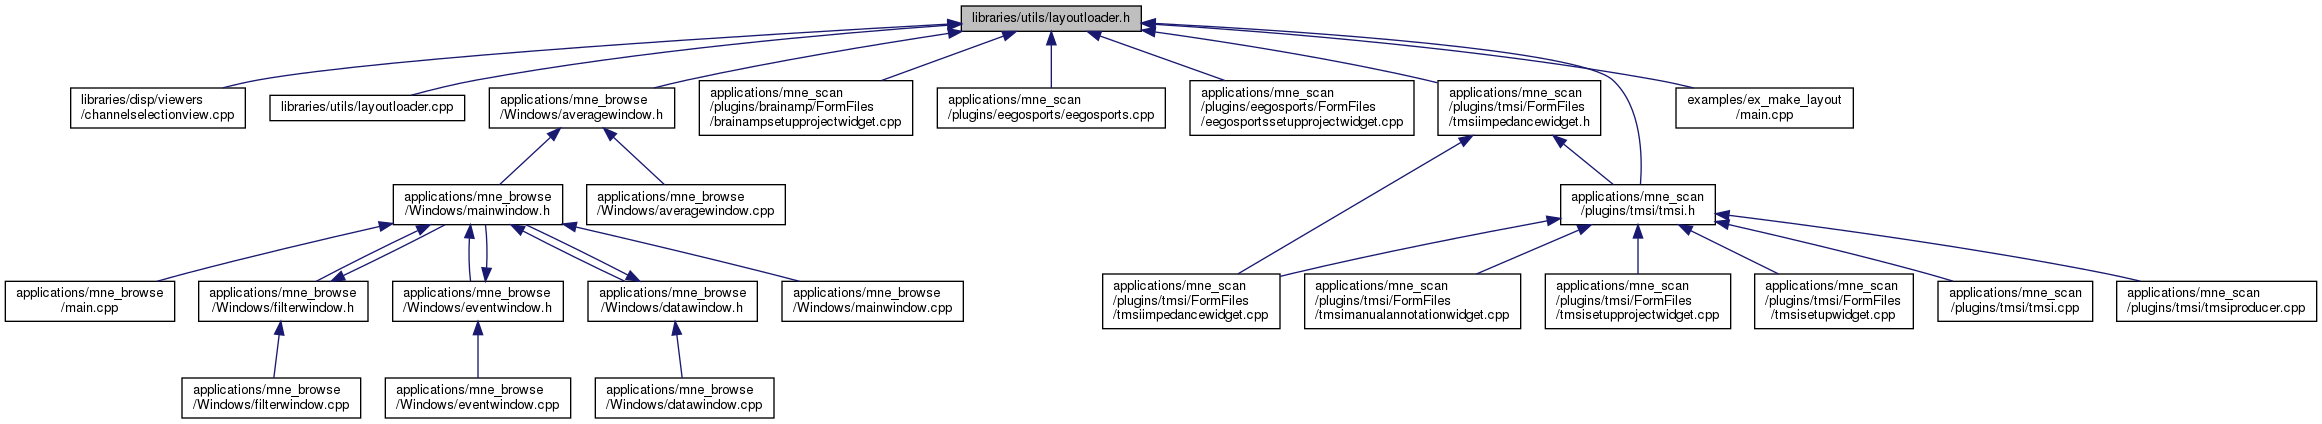 libraries/utils/layoutloader.h
libraries/disp/viewers
/channelselectionview.cpp
libraries/utils/layoutloader.cpp
applications/mne_browse
/Windows/averagewindow.h
applications/mne_scan
/plugins/brainamp/FormFiles
/brainampsetupprojectwidget.cpp
applications/mne_scan
/plugins/eegosports/eegosports.cpp
applications/mne_scan
/plugins/eegosports/FormFiles
/eegosportssetupprojectwidget.cpp
applications/mne_scan
/plugins/tmsi/FormFiles
/tmsiimpedancewidget.h
examples/ex_make_layout
/main.cpp
applications/mne_browse
/Windows/mainwindow.h
applications/mne_browse
/Windows/averagewindow.cpp
applications/mne_scan
/plugins/tmsi/tmsi.h
applications/mne_browse
/main.cpp
applications/mne_browse
/Windows/filterwindow.h
applications/mne_browse
/Windows/eventwindow.h
applications/mne_browse
/Windows/datawindow.h
applications/mne_browse
/Windows/mainwindow.cpp
applications/mne_scan
/plugins/tmsi/FormFiles
/tmsiimpedancewidget.cpp
applications/mne_scan
/plugins/tmsi/FormFiles
/tmsimanualannotationwidget.cpp
applications/mne_scan
/plugins/tmsi/FormFiles
/tmsisetupprojectwidget.cpp
applications/mne_scan
/plugins/tmsi/FormFiles
/tmsisetupwidget.cpp
applications/mne_scan
/plugins/tmsi/tmsi.cpp
applications/mne_scan
/plugins/tmsi/tmsiproducer.cpp
applications/mne_browse
/Windows/filterwindow.cpp
applications/mne_browse
/Windows/eventwindow.cpp
applications/mne_browse
/Windows/datawindow.cpp